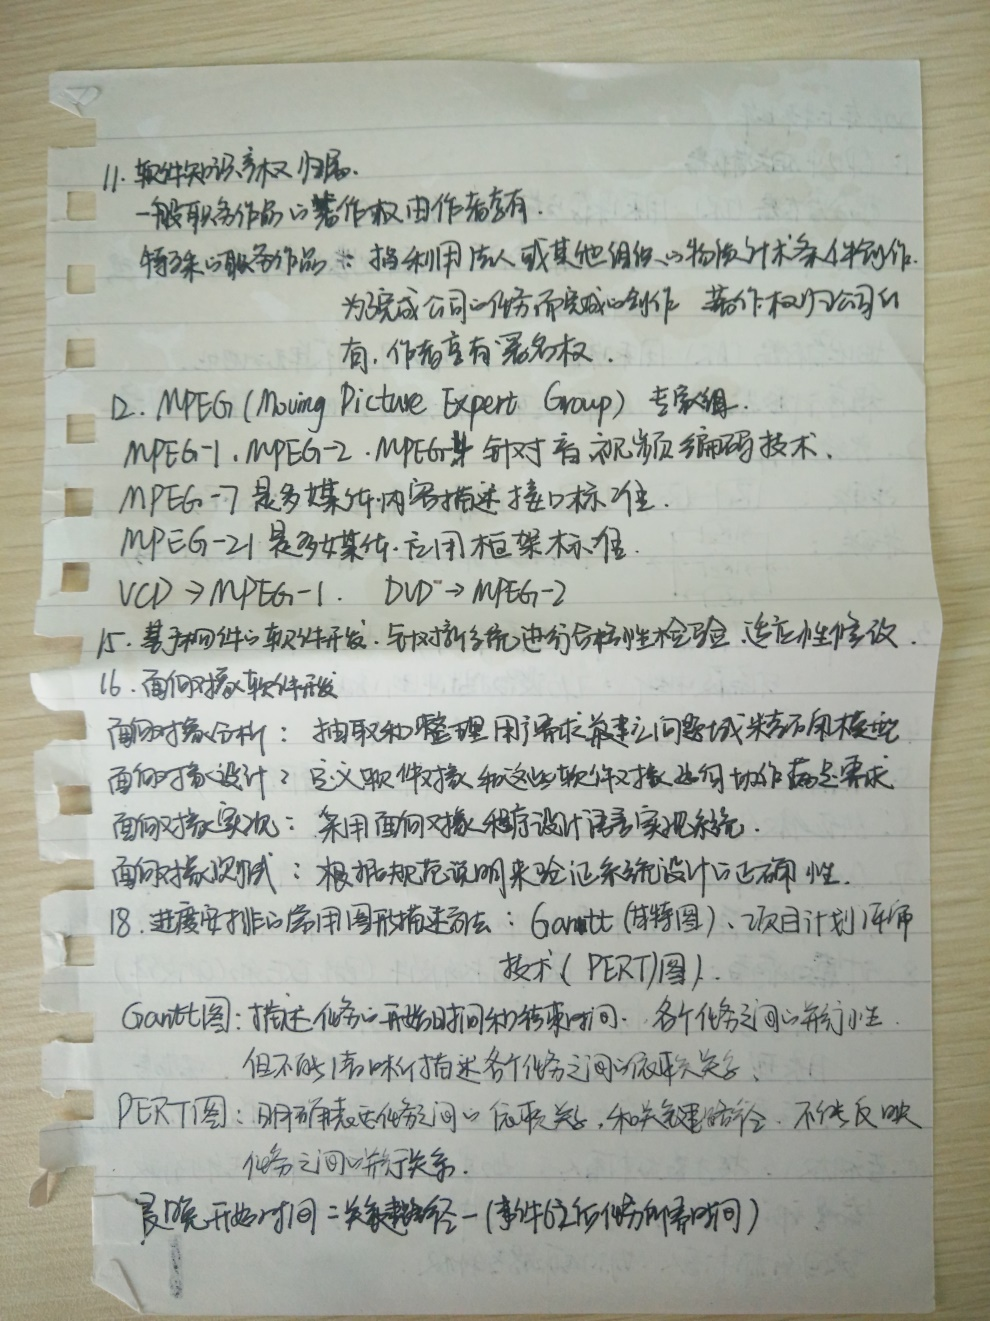 11. 软件知识产权归属.
一般职务作品的著作权由作者享有.
特殊的职务作品: 指利用法人或其他组织的物质技术条件创作.
为完成公司的任务而完成的创作 著作权归公司所
有, 作者享有署名权.
12. MPEG (Moving Picture Expert Group) 专家组.
MPEG-1. MPEG-2. MPEG-4 针对音视频编码技术.
MPEG-7 是多媒体内容描述接口标准.
MPEG-21 是多媒体应用框架标准.
VCD → MPEG-1. DVD → MPEG-2
15. 基于构件的软件开发. 针对新系统进行合格性检验 适应性修改.
16. 面向对象软件开发
面向对象分析: 抽取和整理用户需求并建立问题域精确模型
面向对象设计: 定义软件对象和这些软件对象如何协作满足需求
面向对象实现: 采用面向对象程序设计语言实现系统.
面向对象测试: 根据规范说明来验证系统设计的正确性.
18. 进度安排的常用图形描述方法: Gantt (甘特图)、项目计划评审
技术 (PERT)图).
Gantt图: 描述任务的开始时间和结束时间. 各个任务之间的并行性.
但不能清晰描述各个任务之间的依赖关系.
PERT图: 明确表达任务之间的依赖关系, 和关键路径. 不能反映
任务之间的并行关系.
最晚开始时间 = 关键路径 - (事件 任务所需时间)